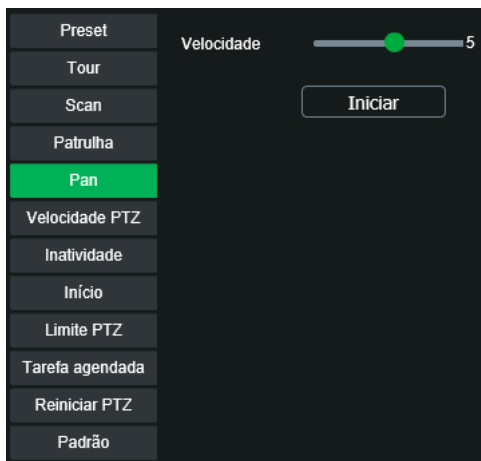 Preset
Tour
Scan
Patrulha
Pan
Velocidade PTZ
Inatividade
Início
Limite PTZ
Tarefa agendada
Reiniciar PTZ
Padrão
Velocidade 5
Iniciar